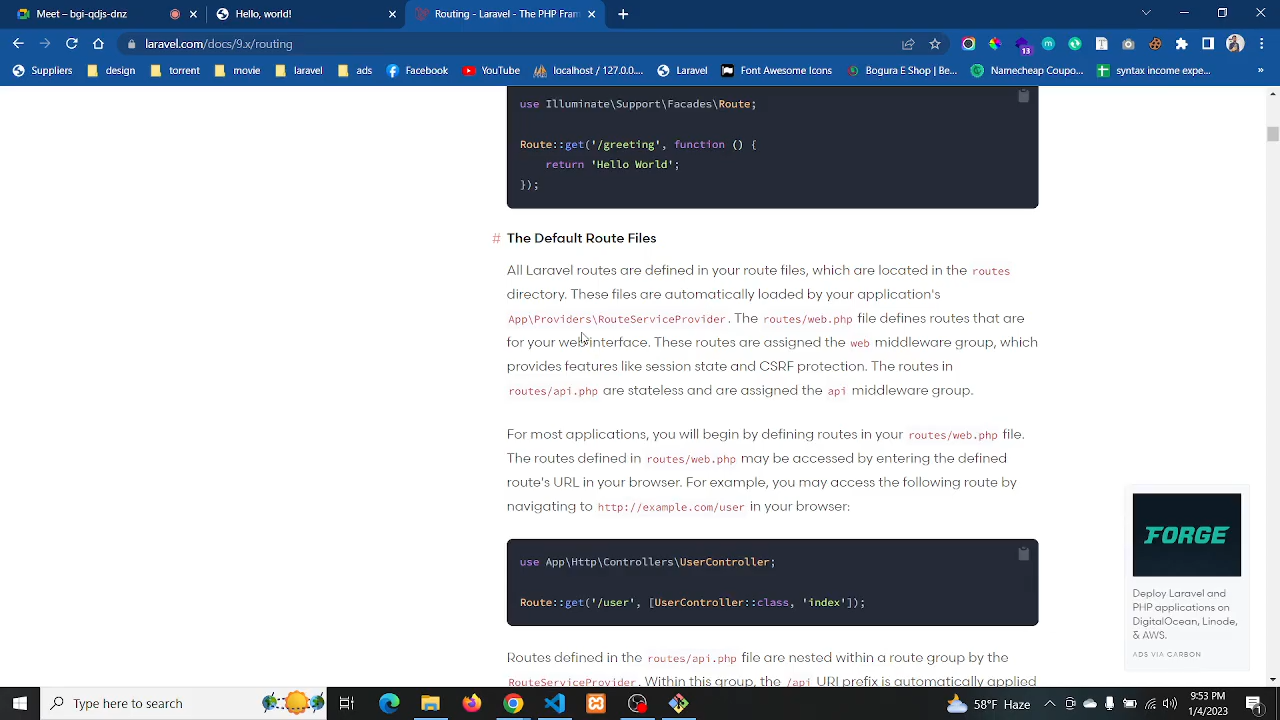 Meet – bgi-qdjs-dnz
Hello, world!
Routing - Laravel - The PHP Fram
laravel.com/docs/9.x/routing
13
Suppliers
design
torrent
movie
laravel
ads
Facebook
YouTube
localhost / 127.0.0...
Laravel
Font Awesome Icons
Bogura E Shop | Be...
Namecheap Coupo...
syntax income expe...
»
use Illuminate\Support\Facades\Route;
Route::get('/greeting', function () {
return 'Hello World';
});
# The Default Route Files
All Laravel routes are defined in your route files, which are located in the routes
directory. These files are automatically loaded by your application's
App\Providers\RouteServiceProvider. The routes/web.php file defines routes that are
for your web interface. These routes are assigned the web middleware group, which
provides features like session state and CSRF protection. The routes in
routes/api.php are stateless and are assigned the api middleware group.
For most applications, you will begin by defining routes in your routes/web.php file.
The routes defined in routes/web.php may be accessed by entering the defined
route's URL in your browser. For example, you may access the following route by
navigating to http://example.com/user in your browser:
use App\Http\Controllers\UserController;
Route::get('/user', [UserController::class, 'index']);
Routes defined in the routes/api.php file are nested within a route group by the
RouteServiceProvider. Within this group, the /api URI prefix is automatically applied
FORGE
Deploy Laravel and
PHP applications on
DigitalOcean, Linode,
& AWS.
ADS VIA CARBON
Type here to search
58°F Haze
9:53 PM
1/4/2023